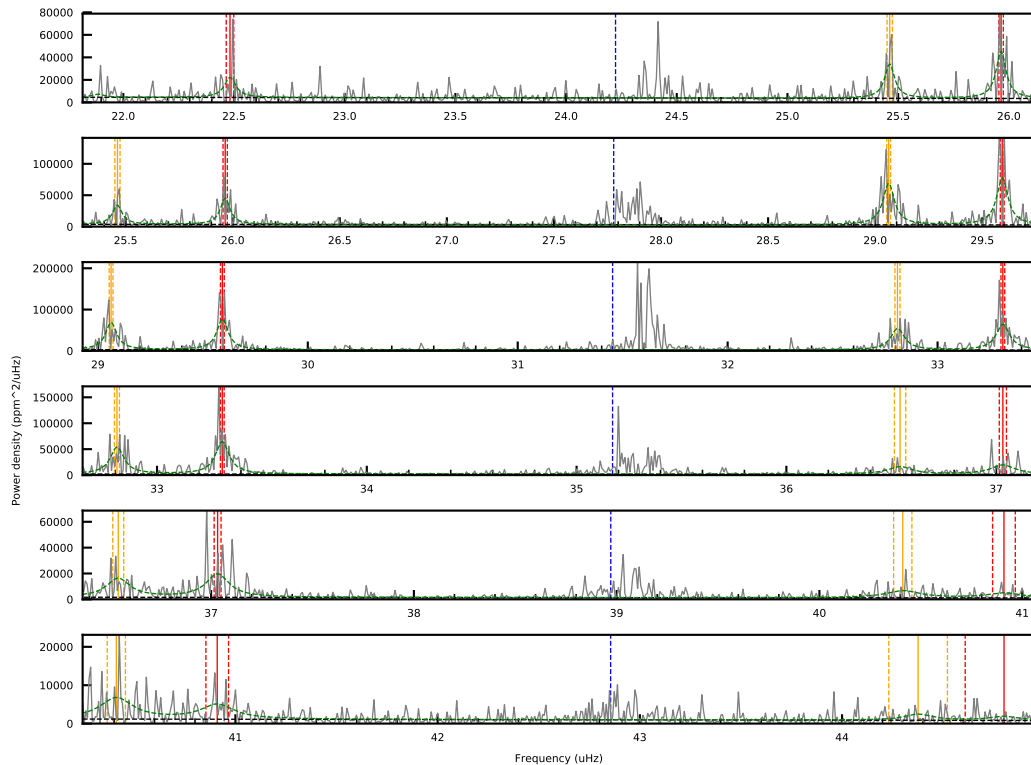 80000
60000
40000
20000
0
22.0 22.5 23.0 23.5 24.0 24.5 25.0 25.5 26.0
100000
50000
0
25.5 26.0 26.5 27.0 27.5 28.0 28.5 29.0 29.5
200000
100000
0
29 30 31 32 33
150000
100000
50000
0
33 34 35 36 37
60000
40000
20000
0
37 38 39 40 41
20000
10000
0
41 42 43 44
Power density (ppm^2/uHz)
Frequency (uHz)